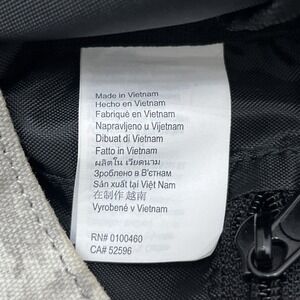 Made in Vietnam
Hecho en Vietnam
Fabriqué en Vietnam
Napravljeno u Vijetnam
Dibuat di Vietnam
Fatto in Vietnam
ผลิตใน เวียดนาม
Зроблено в В'єтнам
Sản xuất tại Việt Nam
在制作 越南
Vyrobené v Vietnam
RN# 0100460
CA# 52596